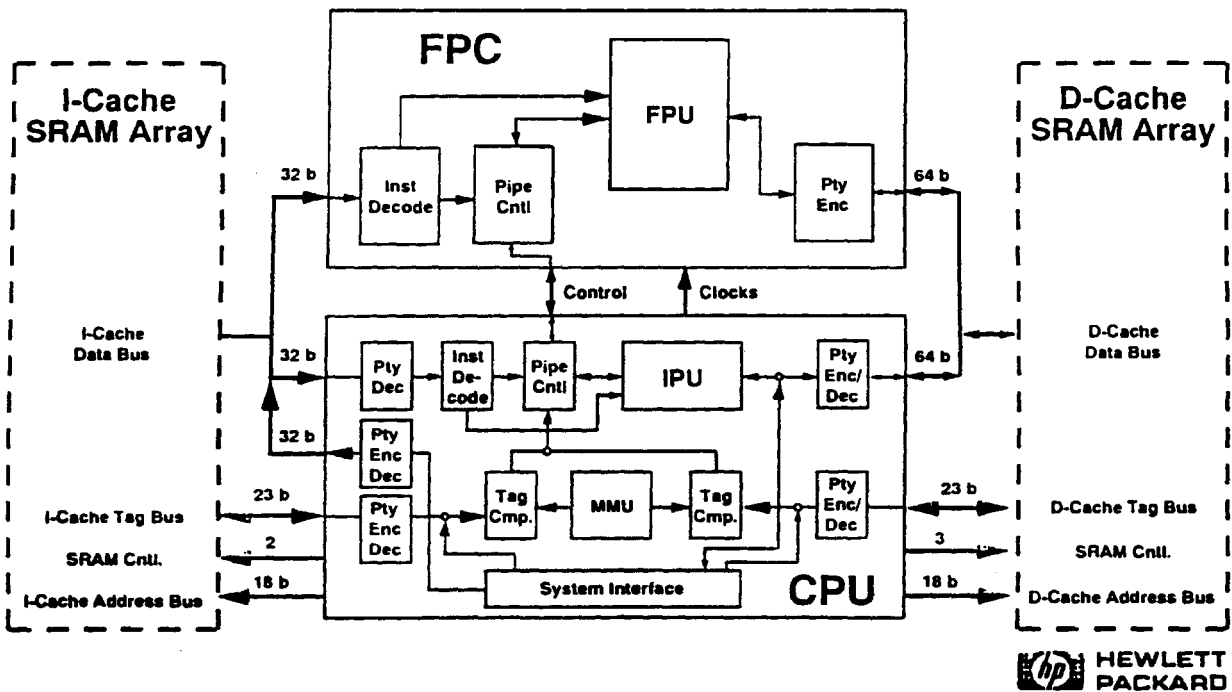 FPC
I-Cache
SRAM Array
FPU
D-Cache
SRAM Array
32 b
Inst
Decode
Pipe
Cntl
Pty
Enc
64 b
Control
Clocks
I-Cache
Data Bus
32 b
Pty
Dec
Inst
De-
code
Pipe
Cntl
IPU
Pty
Enc/
Dec
64 b
D-Cache
Data Bus
32 b
Pty
Enc
Dec
23 b
I-Cache Tag Bus
Pty
Enc
Dec
Tag
Cmp.
MMU
Tag
Cmp.
Pty
Enc/
Dec
23 b
D-Cache Tag Bus
2
SRAM Cntl.
3
SRAM Cntl.
18 b
I-Cache Address Bus
System Interface
CPU
18 b
D-Cache Address Bus
hp HEWLETT
PACKARD